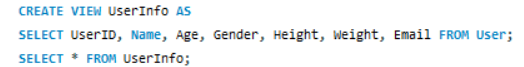 CREATE VIEW UserInfo AS
SELECT UserID, Name, Age, Gender, Height, Weight, Email FROM User;
SELECT * FROM UserInfo;